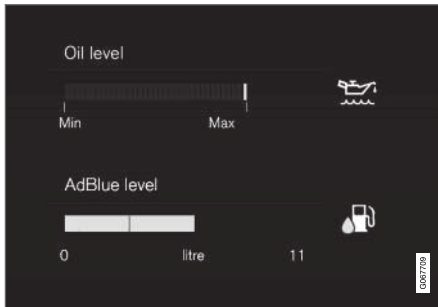 Oil level
Min Max
AdBlue level
0 litre 11
G067709